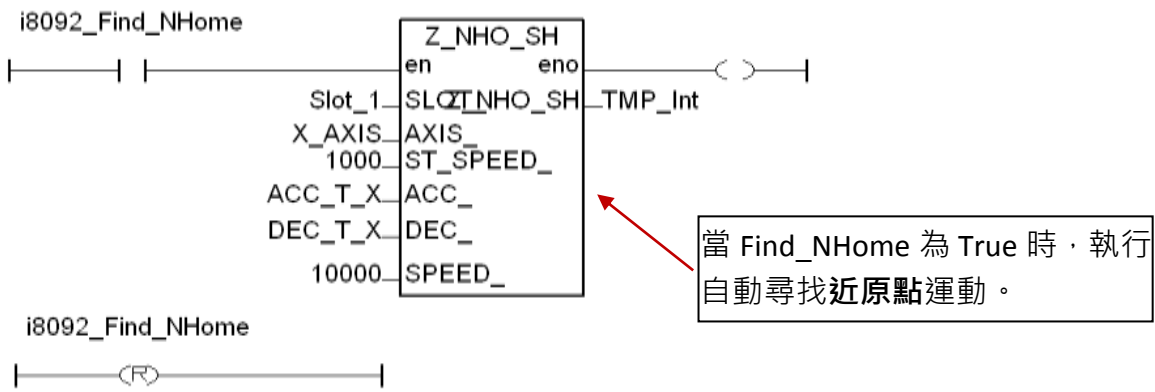 i8092_Find_NHome
Z_NHO_SH
en eno
Slot_1 SLOT_ Z_NHO_SH TMP_Int
X_AXIS AXIS_
1000 ST_SPEED_
ACC_T_X ACC_
DEC_T_X DEC_
10000 SPEED_
當 Find_NHome 為 True 時，執行
自動尋找近原點運動。
i8092_Find_NHome
R